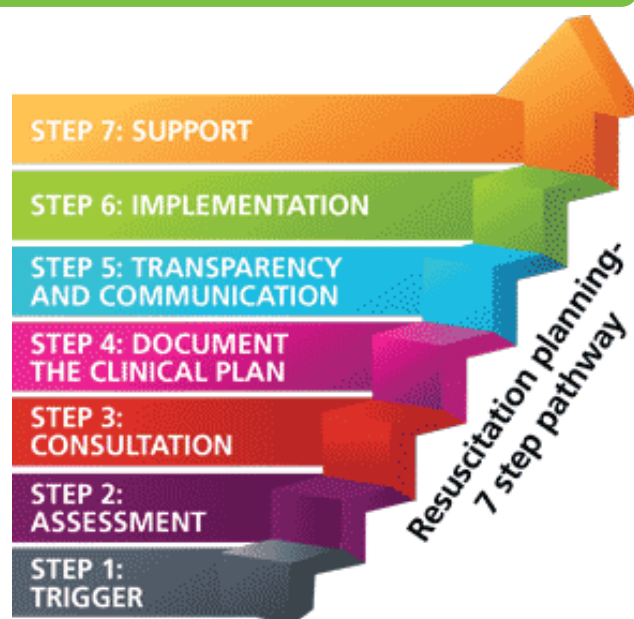 STEP 7: SUPPORT
STEP 6: IMPLEMENTATION
STEP 5: TRANSPARENCY
AND COMMUNICATION
STEP 4: DOCUMENT
THE CLINICAL PLAN
STEP 3:
CONSULTATION
STEP 2:
ASSESSMENT
STEP 1:
TRIGGER
Resuscitation planning-
7 step pathway